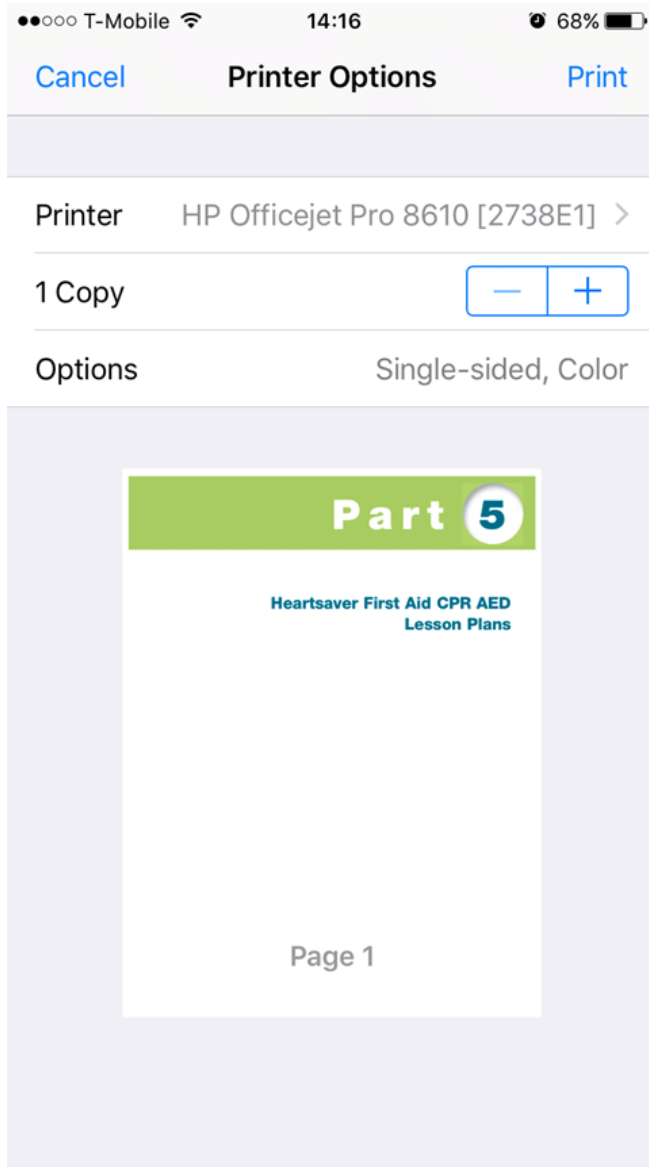 T-Mobile 14:16 68%
Cancel Printer Options Print
Printer HP Officejet Pro 8610 [2738E1] >
1 Copy − +
Options Single-sided, Color
Part 5
Heartsaver First Aid CPR AED
Lesson Plans
Page 1